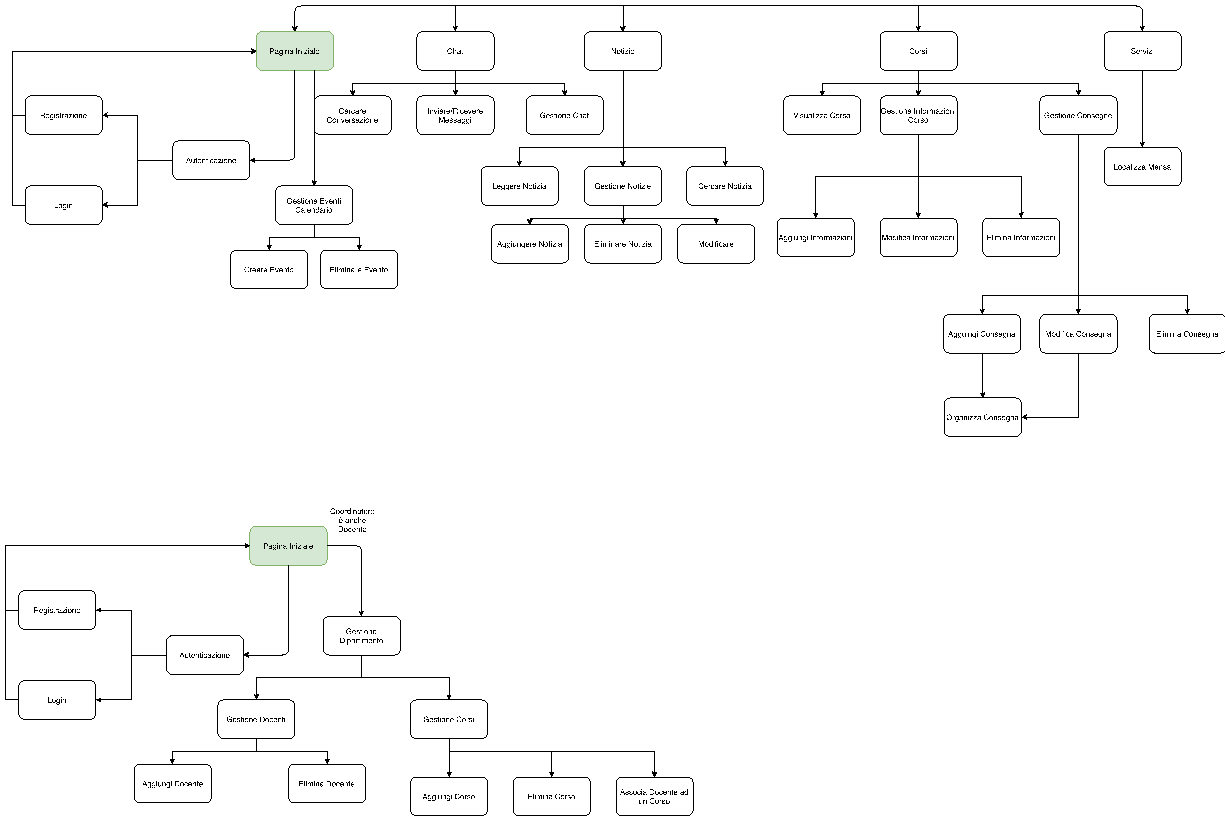 Pagina Iniziale
Chat
Notizie
Corsi
Servizi
Registrazione
Cercare
Conversazione
Inviare/Ricevere
Messaggi
Gestione Chat
Visualizza Corso
Gestione Informazioni
Corso
Gestione Consegne
Autenticazione
Localizza Mensa
Login
Gestione Eventi
Calendario
Leggere Notizia
Gestione Notizie
Cercare Notizia
Aggiungi Informazioni
Modifica Informazioni
Elimina Informazioni
Aggiungere Notizia
Eliminare Notizia
Modificare
Creare Evento
Eliminare Evento
Aggiungi Consegna
Modifica Consegna
Elimina Consegna
Organizza Consegna
Coordinatore
è anche
Docente
Pagina Iniziale
Registrazione
Gestione
Dipartimento
Autenticazione
Login
Gestione Docenti
Gestione Corsi
Aggiungi Docente
Elimina Docente
Aggiungi Corso
Elimina Corso
Associa Docente ad
un Corso